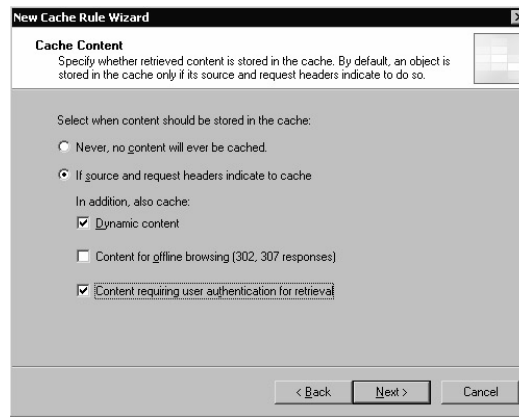 New Cache Rule Wizard
Cache Content
Specify whether retrieved content is stored in the cache. By default, an object is
stored in the cache only if its source and request headers indicate to do so.
Select when content should be stored in the cache:
Never, no content will ever be cached.
If source and request headers indicate to cache
In addition, also cache:
Dynamic content
Content for offline browsing (302, 307 responses)
Content requiring user authentication for retrieval
< Back Next > Cancel